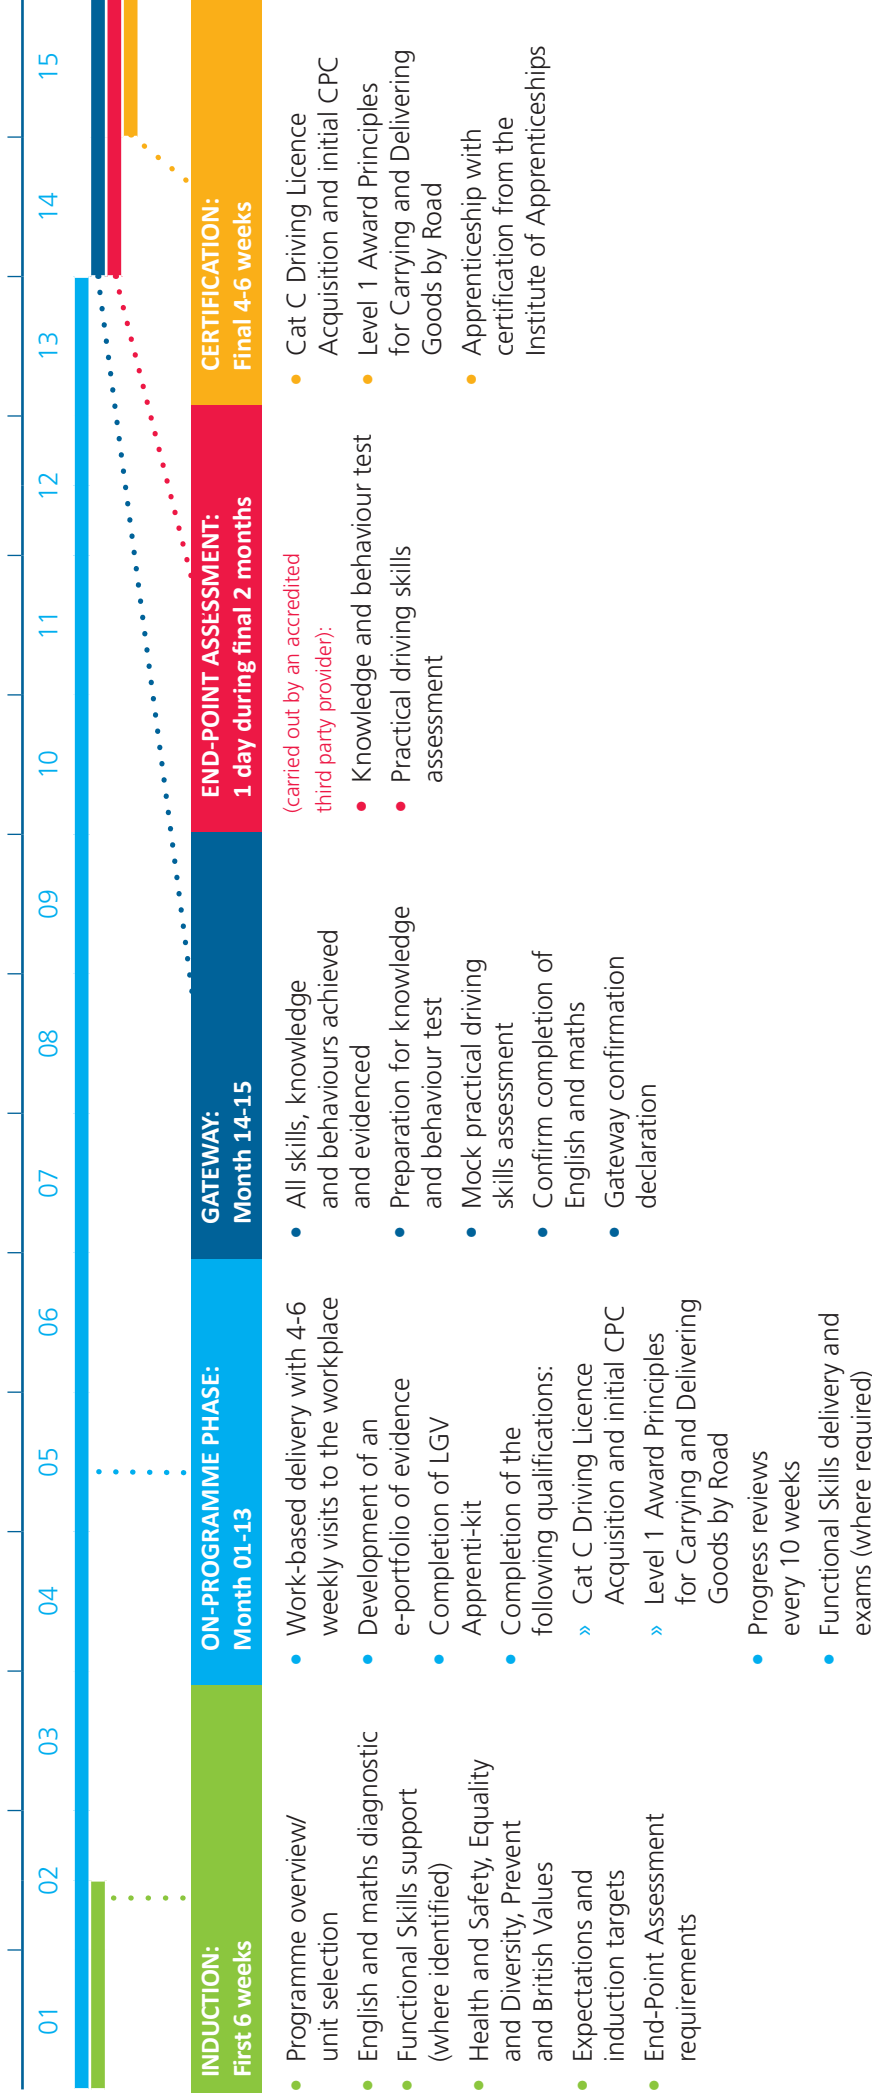 01
02
03
04
05
06
07
08
09
10
11
12
13
14
15
INDUCTION:
First 6 weeks
• Programme overview/
unit selection
• English and maths diagnostic
• Functional Skills support
(where identified)
• Health and Safety, Equality
and Diversity, Prevent
and British Values
• Expectations and
induction targets
• End-Point Assessment
requirements
ON-PROGRAMME PHASE:
Month 01-13
• Work-based delivery with 4-6
weekly visits to the workplace
• Development of an
e-portfolio of evidence
• Completion of LGV
Apprenti-kit
• Completion of the
following qualifications:
» Cat C Driving Licence
Acquisition and initial CPC
» Level 1 Award Principles
for Carrying and Delivering
Goods by Road
• Progress reviews
every 10 weeks
• Functional Skills delivery and
exams (where required)
GATEWAY:
Month 14-15
• All skills, knowledge
and behaviours achieved
and evidenced
• Preparation for knowledge
and behaviour test
• Mock practical driving
skills assessment
• Confirm completion of
English and maths
• Gateway confirmation
declaration
END-POINT ASSESSMENT:
1 day during final 2 months
(carried out by an accredited
third party provider):
• Knowledge and behaviour test
• Practical driving skills
assessment
CERTIFICATION:
Final 4-6 weeks
• Cat C Driving Licence
Acquisition and initial CPC
• Level 1 Award Principles
for Carrying and Delivering
Goods by Road
• Apprenticeship with
certification from the
Institute of Apprenticeships